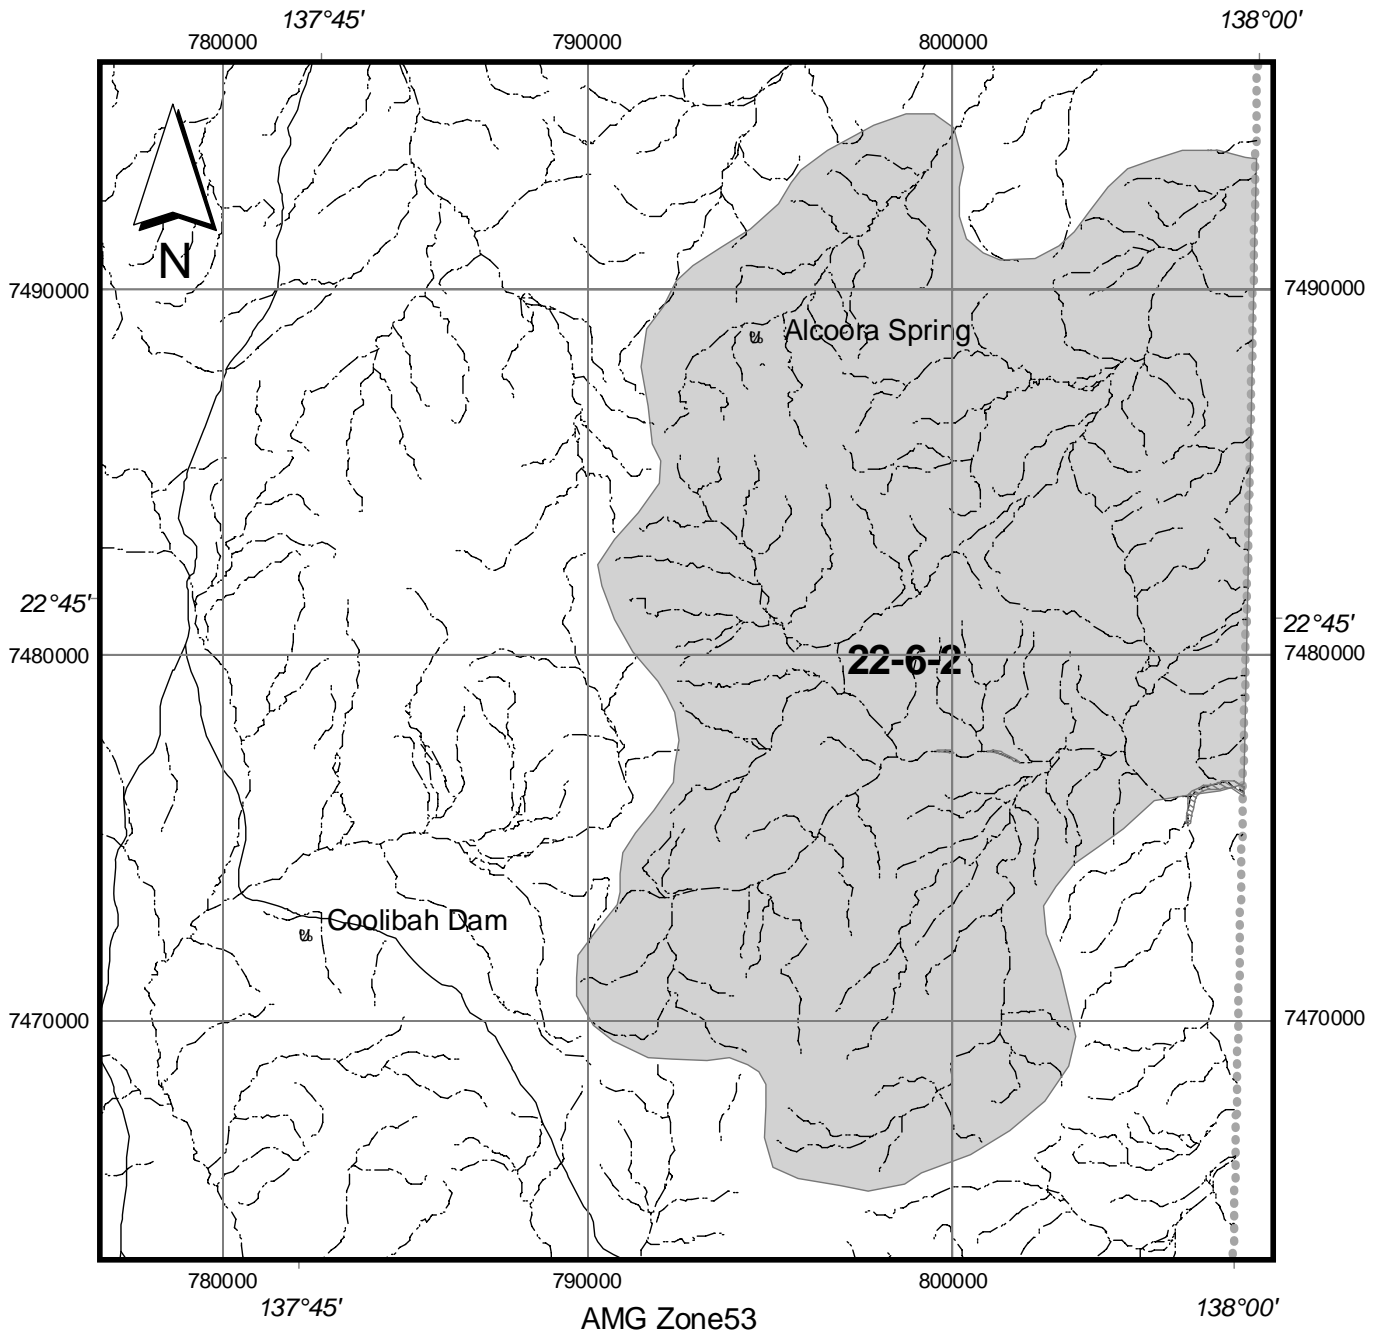 137°45' 138°00'
780000 790000 800000
N
7490000 7490000
Alcoora Spring
22°45' 22°45'
7480000 7480000
22-6-2
Coolibah Dam
7470000 7470000
780000 790000 800000
137°45' 138°00'
AMG Zone53